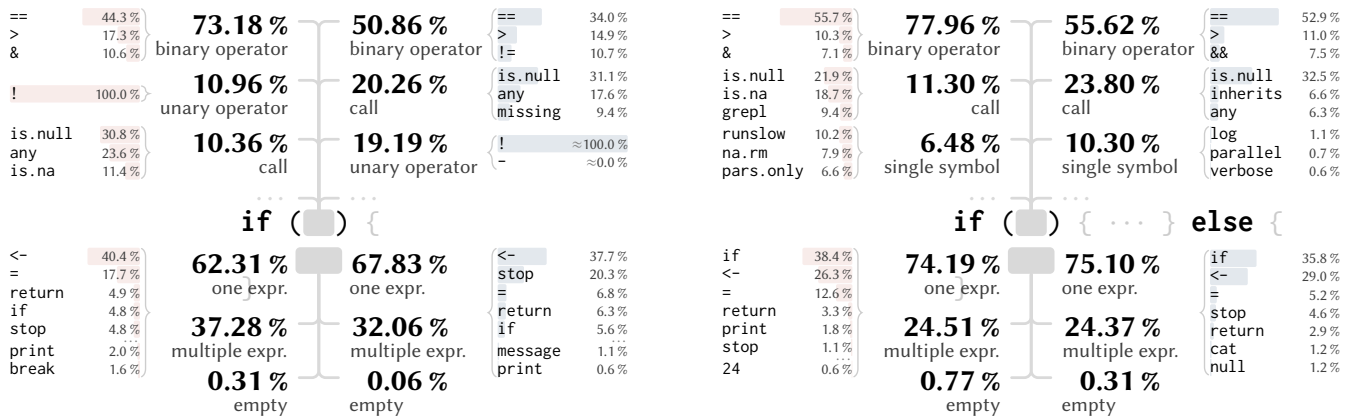 == 44.3 % 73.18 % 50.86 % == 34.0 %
> 17.3 % binary operator binary operator > 14.9 %
& 10.6 % != 10.7 %
! 100.0 % 10.96 % 20.26 % is.null 31.1 %
unary operator call any 17.6 %
missing 9.4 %
is.null 30.8 % 10.36 % 19.19 % ! ≈100.0 %
any 23.6 % call unary operator - ≈0.0 %
is.na 11.4 %
... ...
if ( ) {
<- 40.4 % 62.31 % 67.83 % <- 37.7 %
= 17.7 % one expr. one expr. stop 20.3 %
return 4.9 % } = 6.8 %
if 4.8 % return 6.3 %
stop 4.8 % 37.28 % 32.06 % if 5.6 %
... multiple expr. multiple expr. ...
print 2.0 % message 1.1 %
break 1.6 % 0.31 % 0.06 % print 0.6 %
empty empty
== 55.7 % 77.96 % 55.62 % == 52.9 %
> 10.3 % binary operator binary operator > 11.0 %
& 7.1 % && 7.5 %
is.null 21.9 % 11.30 % 23.80 % is.null 32.5 %
is.na 18.7 % call call inherits 6.6 %
grepl 9.4 % any 6.3 %
runslow 10.2 % 6.48 % 10.30 % log 1.1 %
na.rm 7.9 % single symbol single symbol parallel 0.7 %
pars.only 6.6 % verbose 0.6 %
... ...
if ( ) { ... } else {
if 38.4 % 74.19 % 75.10 % if 35.8 %
<- 26.3 % one expr. one expr. <- 29.0 %
= 12.6 % } = 5.2 %
return 3.3 % 24.51 % 24.37 % stop 4.6 %
print 1.8 % multiple expr. multiple expr. return 2.9 %
stop 1.1 % cat 1.2 %
... null 1.2 %
24 0.6 % 0.77 % 0.31 %
empty empty